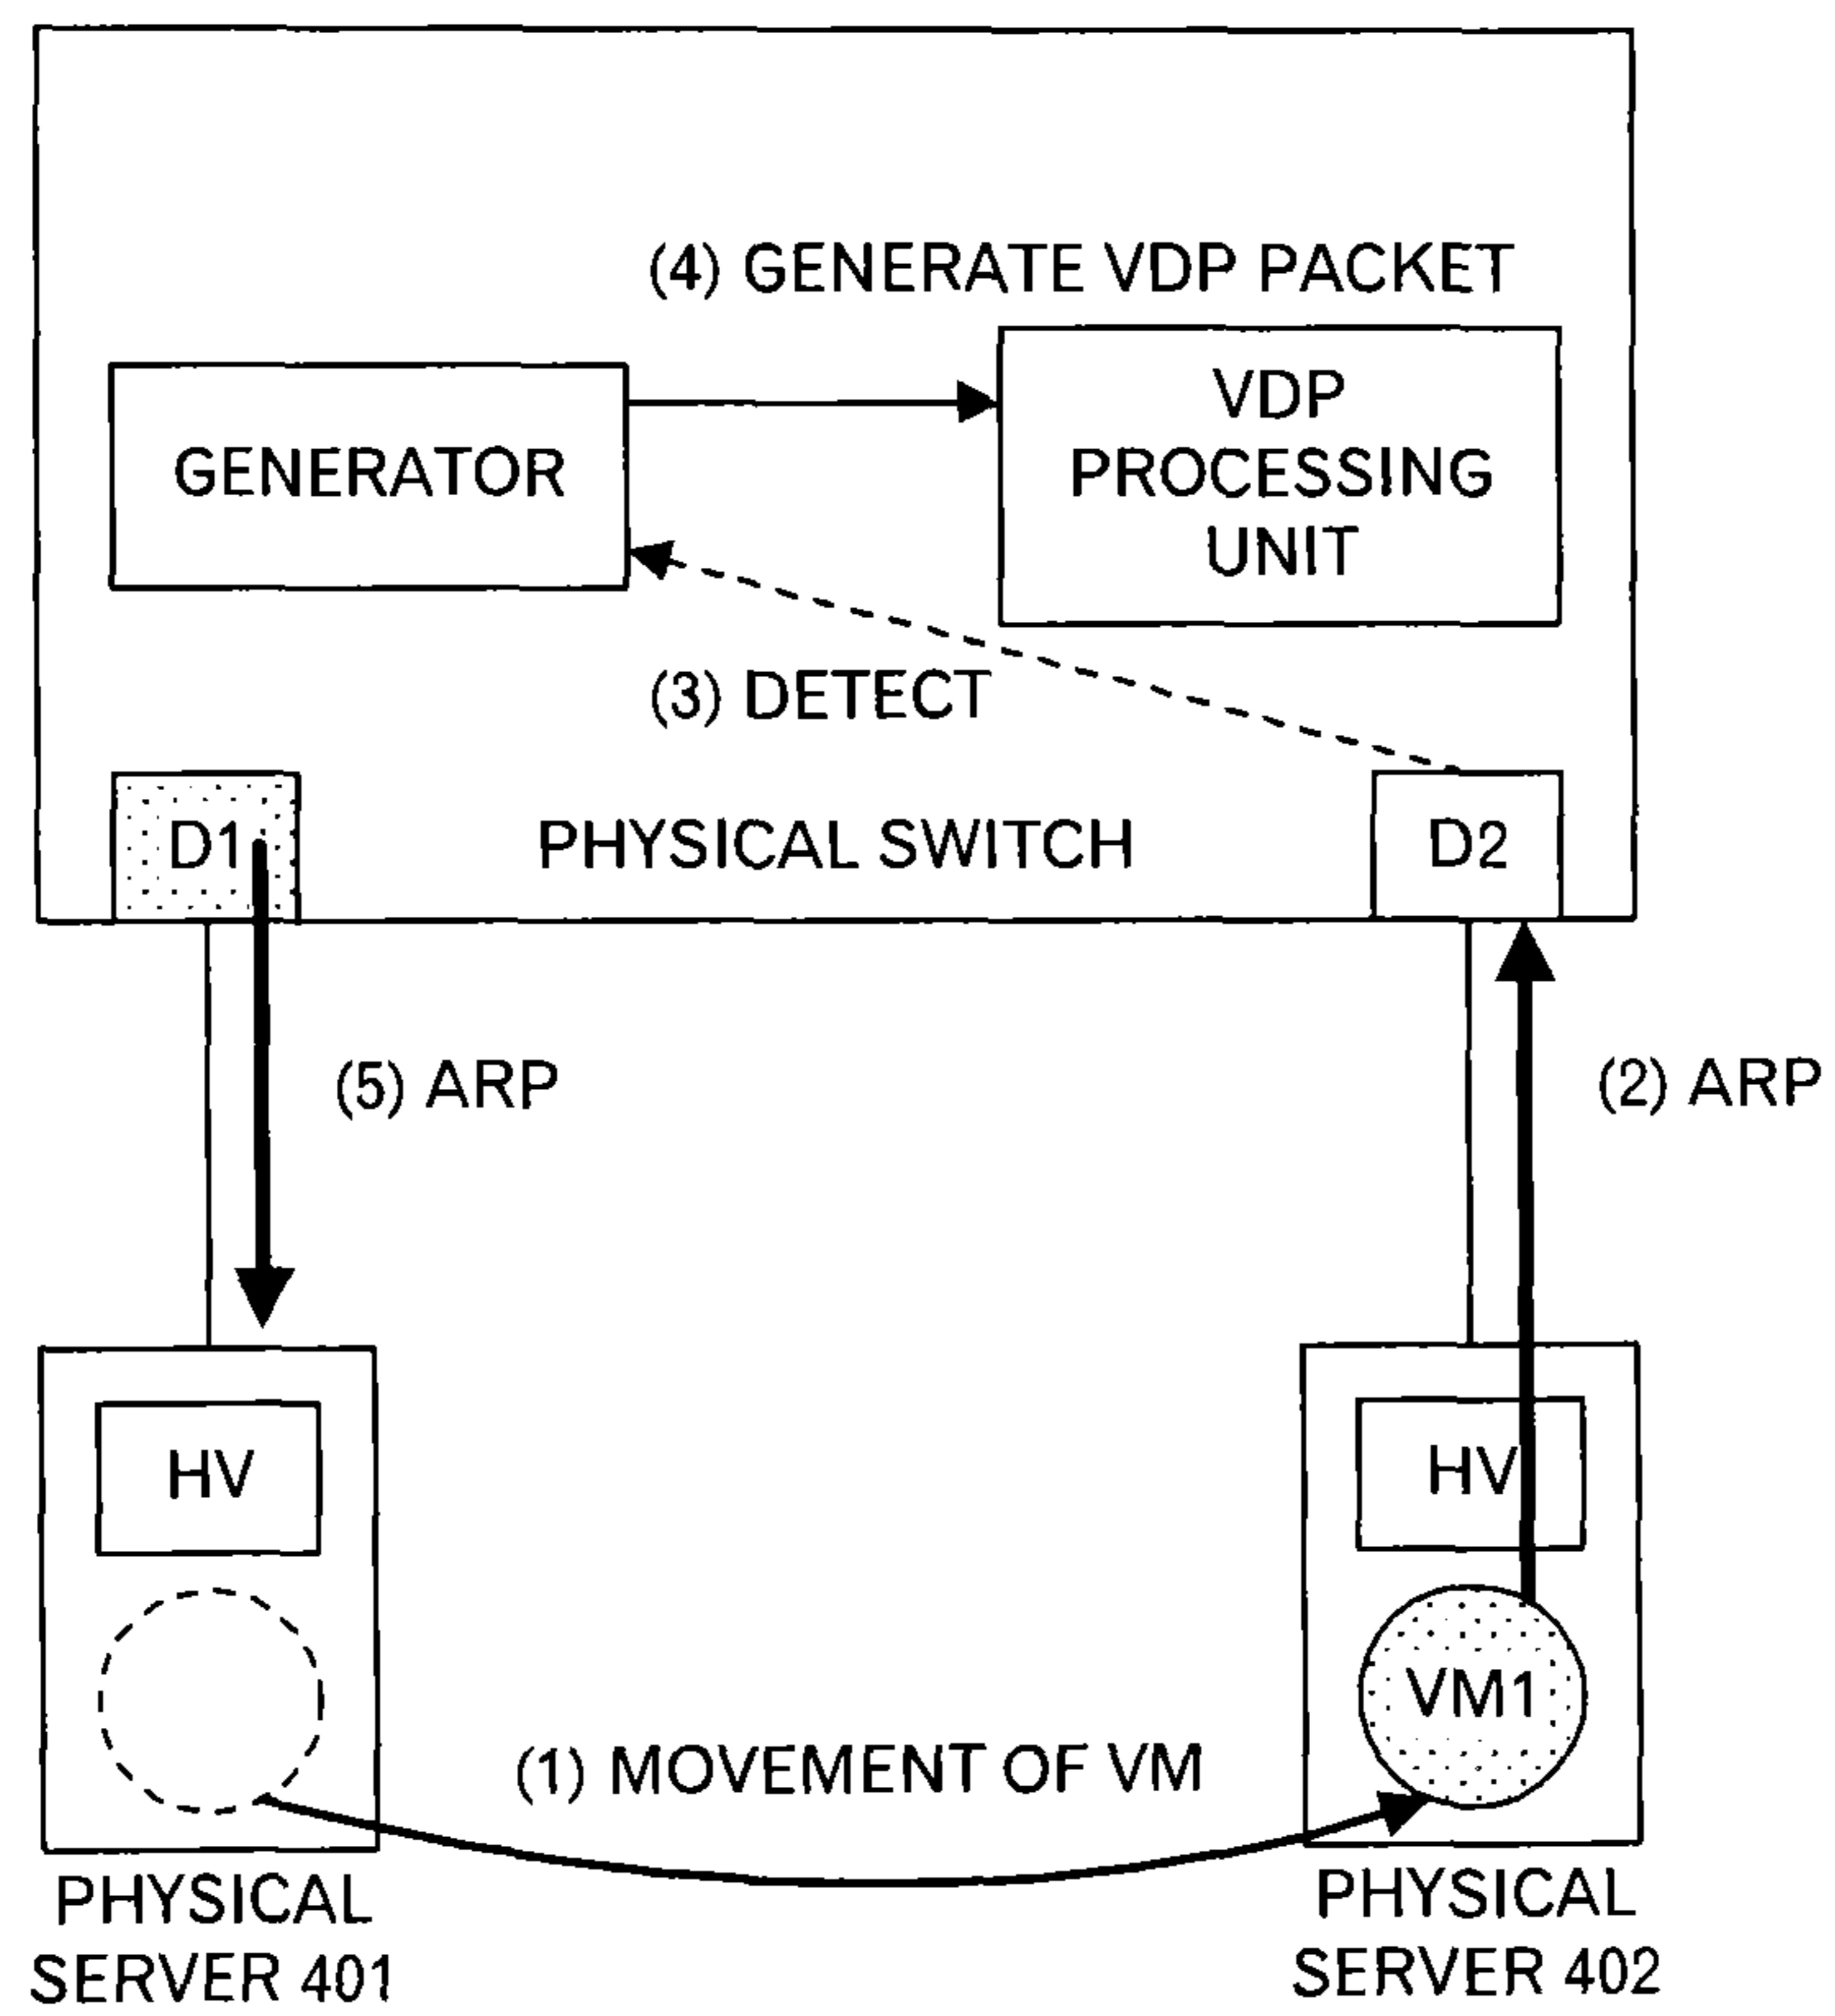 (4) GENERATE VDP PACKET
GENERATOR
VDP
PROCESSING
UNIT
(3) DETECT
D1
PHYSICAL SWITCH
D2
(5) ARP
(2) ARP
HV
HV
VM1
(1) MOVEMENT OF VM
PHYSICAL
SERVER 401
PHYSICAL
SERVER 402